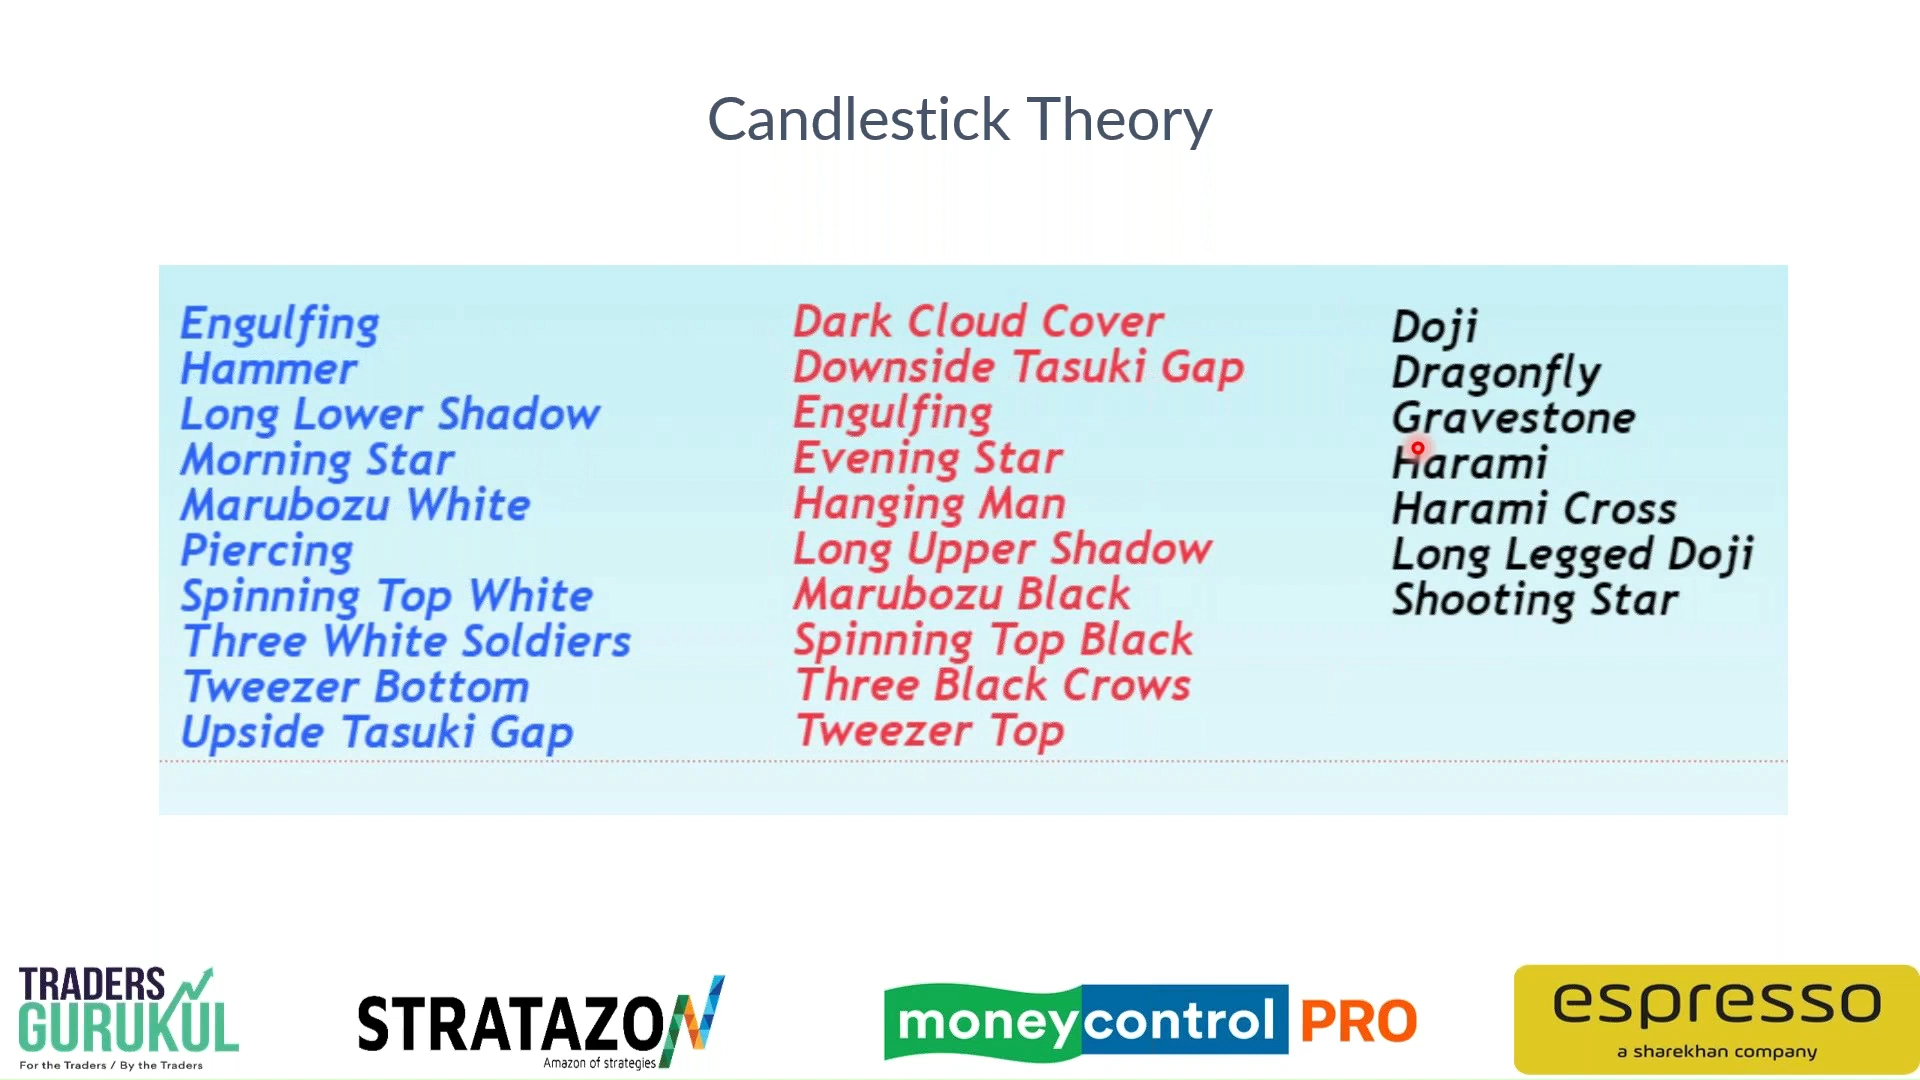 Candlestick Theory
Engulfing
Hammer
Long Lower Shadow
Morning Star
Marubozu White
Piercing
Spinning Top White
Three White Soldiers
Tweezer Bottom
Upside Tasuki Gap
Dark Cloud Cover
Downside Tasuki Gap
Engulfing
Evening Star
Hanging Man
Long Upper Shadow
Marubozu Black
Spinning Top Black
Three Black Crows
Tweezer Top
Doji
Dragonfly
Gravestone
Harami
Harami Cross
Long Legged Doji
Shooting Star
TRADERS
GURUKUL
For the Traders / By the Traders
STRATAZON
Amazon of strategies
moneycontrol PRO
espresso
a sharekhan company